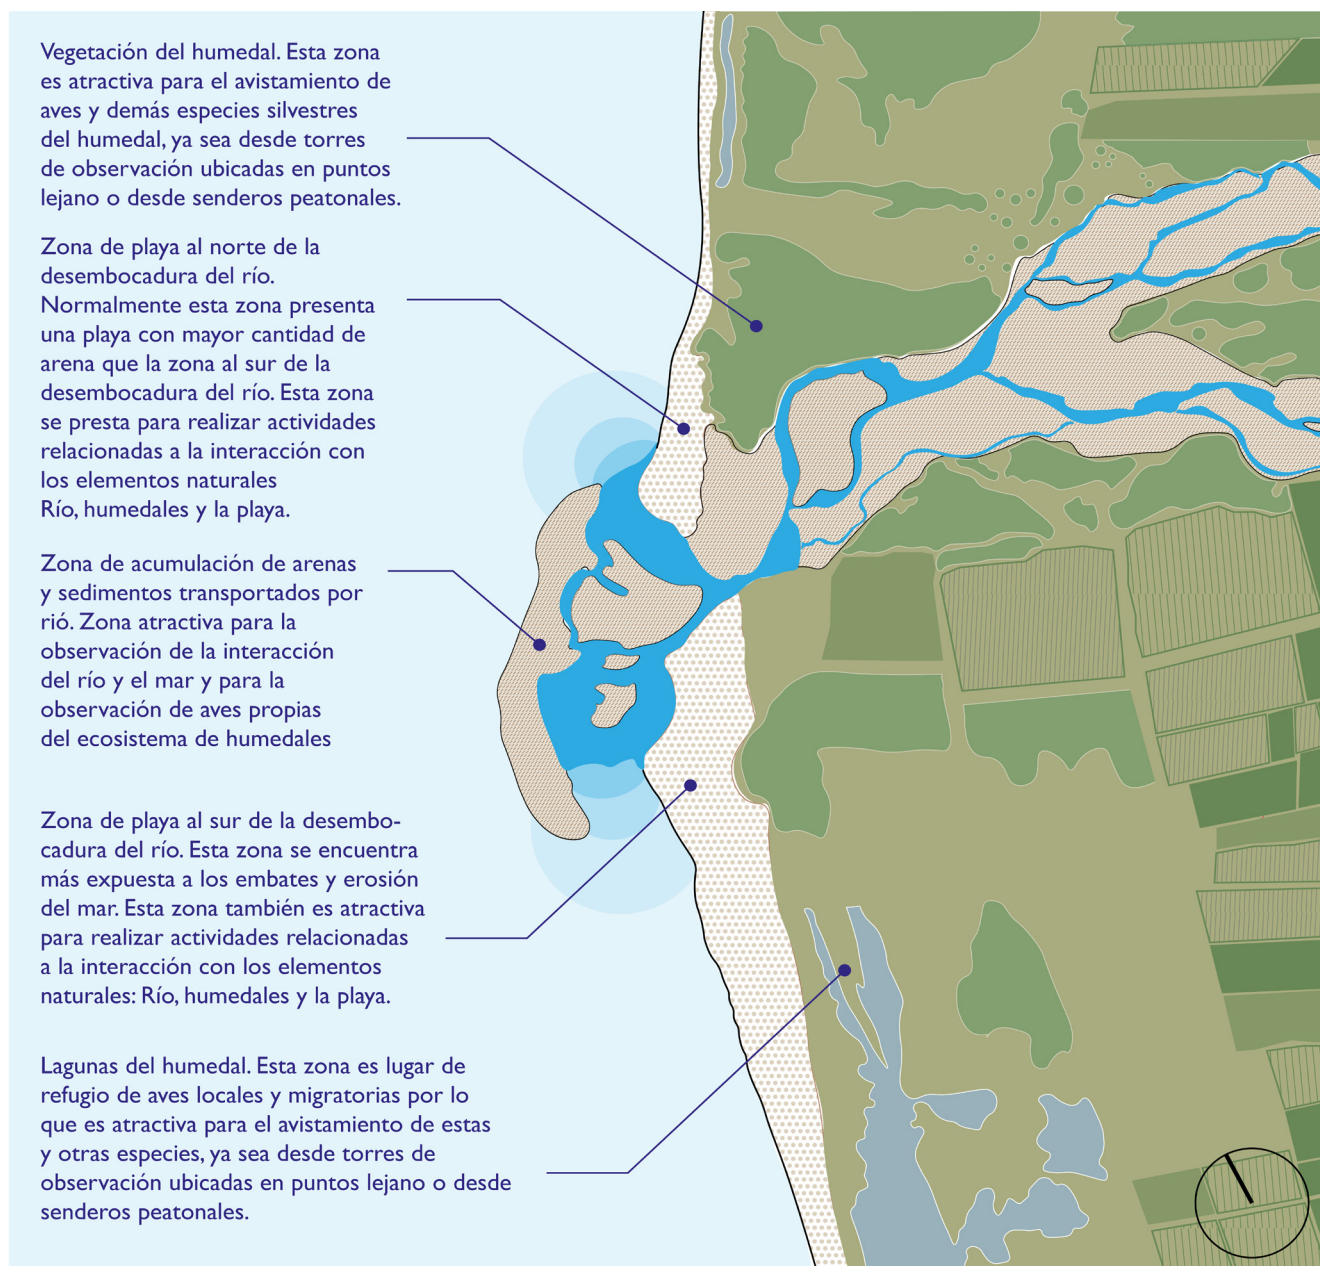 Vegetación del humedal. Esta zona
es atractiva para el avistamiento de
aves y demás especies silvestres
del humedal, ya sea desde torres
de observación ubicadas en puntos
lejano o desde senderos peatonales.
Zona de playa al norte de la
desembocadura del río.
Normalmente esta zona presenta
una playa con mayor cantidad de
arena que la zona al sur de la
desembocadura del río. Esta zona
se presta para realizar actividades
relacionadas a la interacción con
los elementos naturales
Río, humedales y la playa.
Zona de acumulación de arenas
y sedimentos transportados por
rió. Zona atractiva para la
observación de la interacción
del río y el mar y para la
observación de aves propias
del ecosistema de humedales
Zona de playa al sur de la desembo-
cadura del río. Esta zona se encuentra
más expuesta a los embates y erosión
del mar. Esta zona también es atractiva
para realizar actividades relacionadas
a la interacción con los elementos
naturales: Río, humedales y la playa.
Lagunas del humedal. Esta zona es lugar de
refugio de aves locales y migratorias por lo
que es atractiva para el avistamiento de estas
y otras especies, ya sea desde torres de
observación ubicadas en puntos lejano o desde
senderos peatonales.